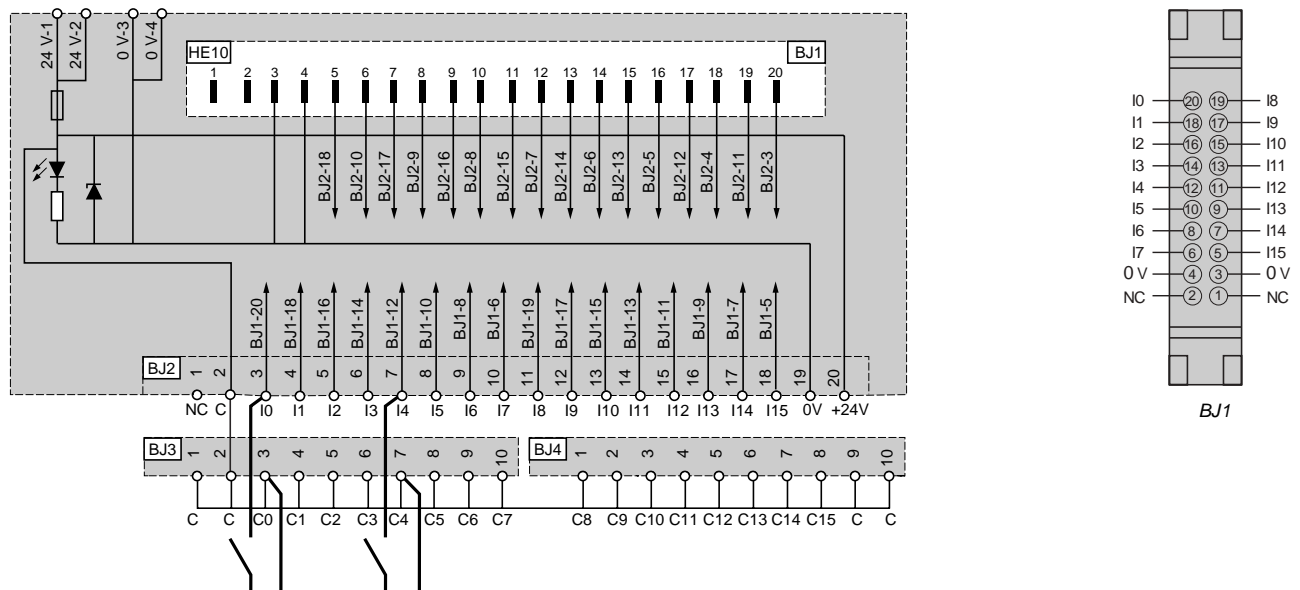 24 V-1
24 V-2
0 V-3
0 V-4
HE10
BJ1
1 2 3 4 5 6 7 8 9 10 11 12 13 14 15 16 17 18 19 20
BJ2-18
BJ2-10
BJ2-17
BJ2-9
BJ2-16
BJ2-8
BJ2-15
BJ2-7
BJ2-14
BJ2-6
BJ2-13
BJ2-5
BJ2-12
BJ2-4
BJ2-11
BJ2-3
BJ1-20
BJ1-18
BJ1-16
BJ1-14
BJ1-12
BJ1-10
BJ1-8
BJ1-6
BJ1-19
BJ1-17
BJ1-15
BJ1-13
BJ1-11
BJ1-9
BJ1-7
BJ1-5
BJ2
1 2 3 4 5 6 7 8 9 10 11 12 13 14 15 16 17 18 19 20
NC C I0 I1 I2 I3 I4 I5 I6 I7 I8 I9 I10 I11 I12 I13 I14 I15 0V +24V
BJ3
1 2 3 4 5 6 7 8 9 10
BJ4
1 2 3 4 5 6 7 8 9 10
C C C0 C1 C2 C3 C4 C5 C6 C7
C8 C9 C10 C11 C12 C13 C14 C15 C C
I0 20 19 I8
I1 18 17 I9
I2 16 15 I10
I3 14 13 I11
I4 12 11 I12
I5 10 9 I13
I6 8 7 I14
I7 6 5 I15
0 V 4 3 0 V
NC 2 1 NC
BJ1